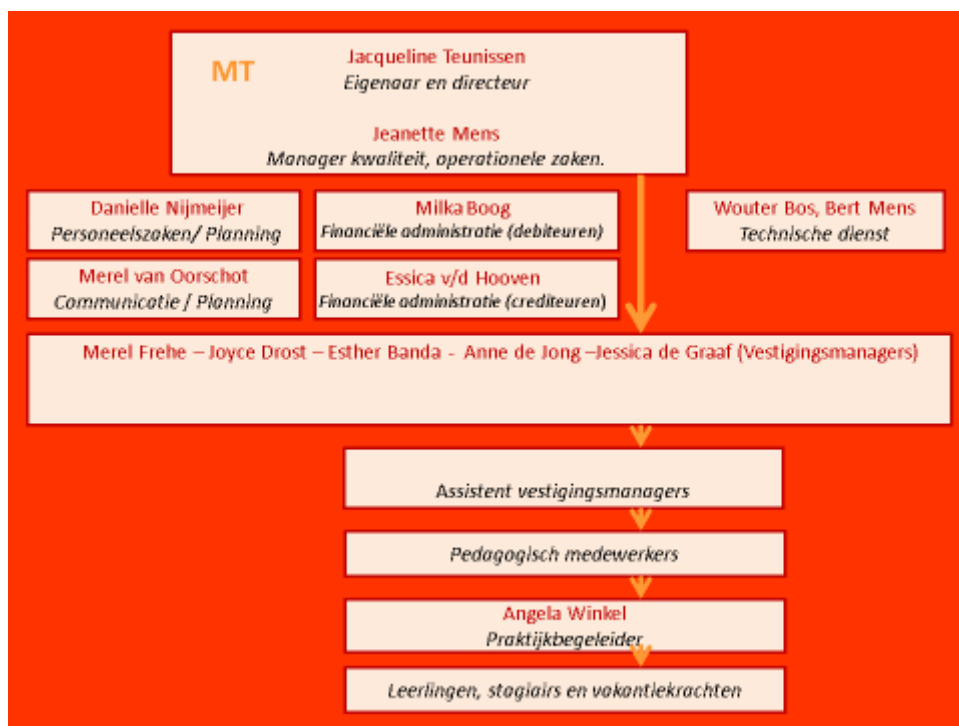 MT
Jacqueline Teunissen
Eigenaar en directeur
Jeanette Mens
Manager kwaliteit, operationele zaken.
Danielle Nijmeijer
Personeelszaken/ Planning
Milka Boog
Financiële administratie (debiteuren)
Wouter Bos, Bert Mens
Technische dienst
Merel van Oorschot
Communicatie / Planning
Essica v/d Hooven
Financiële administratie (crediteuren)
Merel Frehe – Joyce Drost – Esther Banda - Anne de Jong –Jessica de Graaf (Vestigingsmanagers)
Assistent vestigingsmanagers
Pedagogisch medewerkers
Angela Winkel
Praktijkbegeleider
Leerlingen, stagiairs en vakantiekrachten